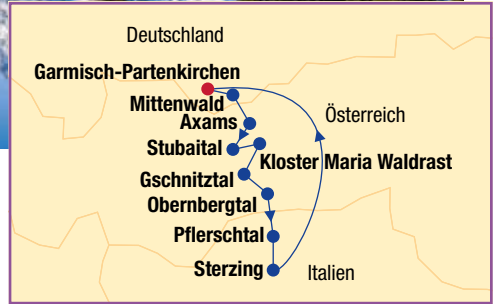 Deutschland
Garmisch-Partenkirchen
Mittenwald
Axams
Österreich
Stubaital
Kloster Maria Waldrast
Gschnitztal
Obernbergtal
Pflerschtal
Sterzing
Italien